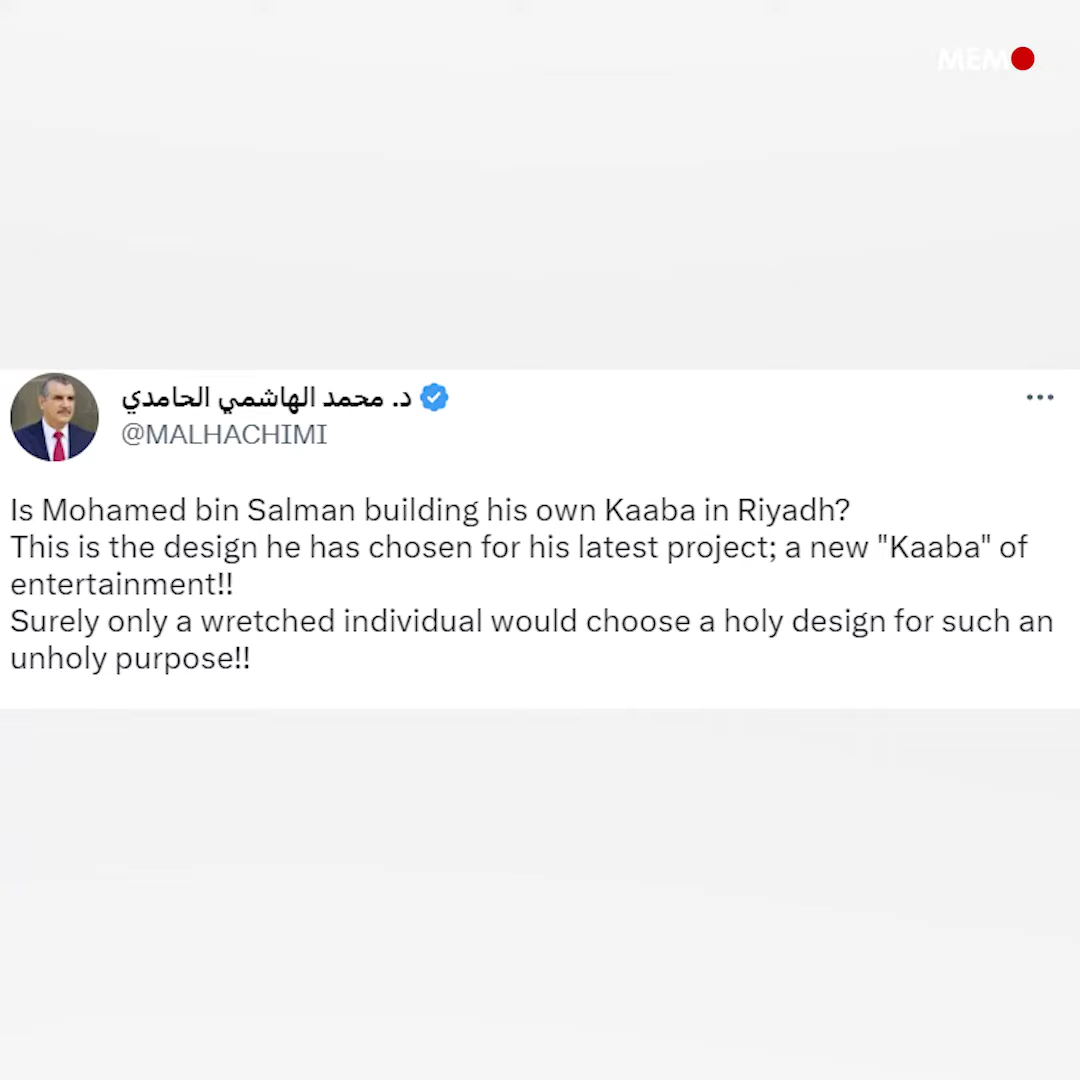 MEMO
د. محمد الهاشمي الحامدي
@MALHACHIMI
Is Mohamed bin Salman building his own Kaaba in Riyadh?
This is the design he has chosen for his latest project; a new "Kaaba" of
entertainment!!
Surely only a wretched individual would choose a holy design for such an
unholy purpose!!